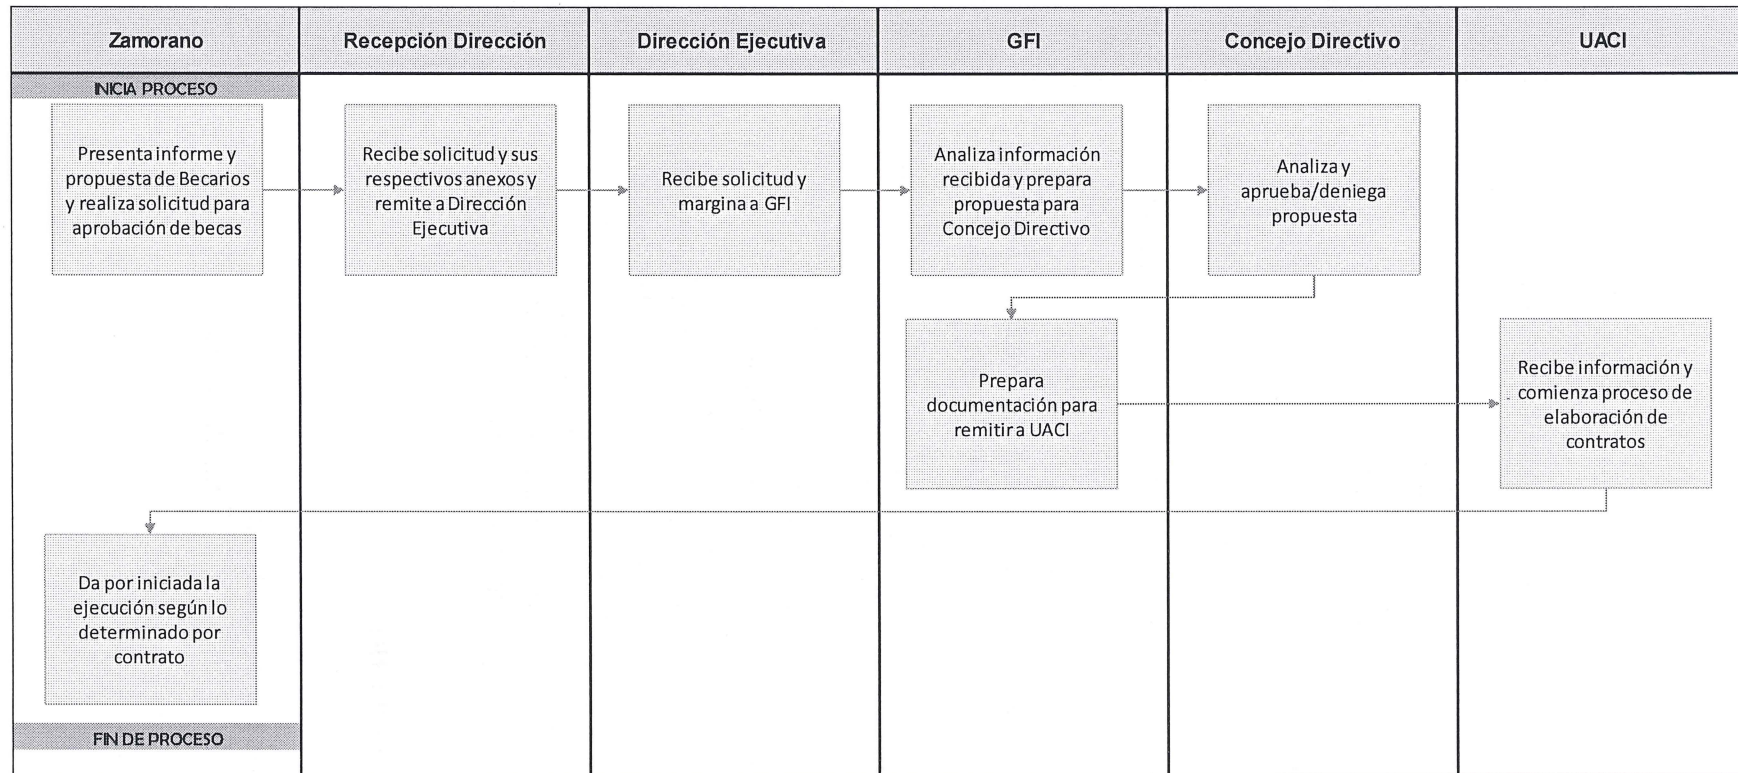 Zamorano
Recepción Dirección
Dirección Ejecutiva
GFI
Concejo Directivo
UACI
INICIA PROCESO
Presenta informe y
propuesta de Becarios
y realiza solicitud para
aprobación de becas
Recibe solicitud y sus
respectivos anexos y
remite a Dirección
Ejecutiva
Recibe solicitud y
margina a GFI
Analiza información
recibida y prepara
propuesta para
Concejo Directivo
Analiza y
aprueba/deniega
propuesta
Prepara
documentación para
remitir a UACI
Recibe información y
comienza proceso de
elaboración de
contratos
Da por iniciada la
ejecución según lo
determinado por
contrato
FIN DE PROCESO